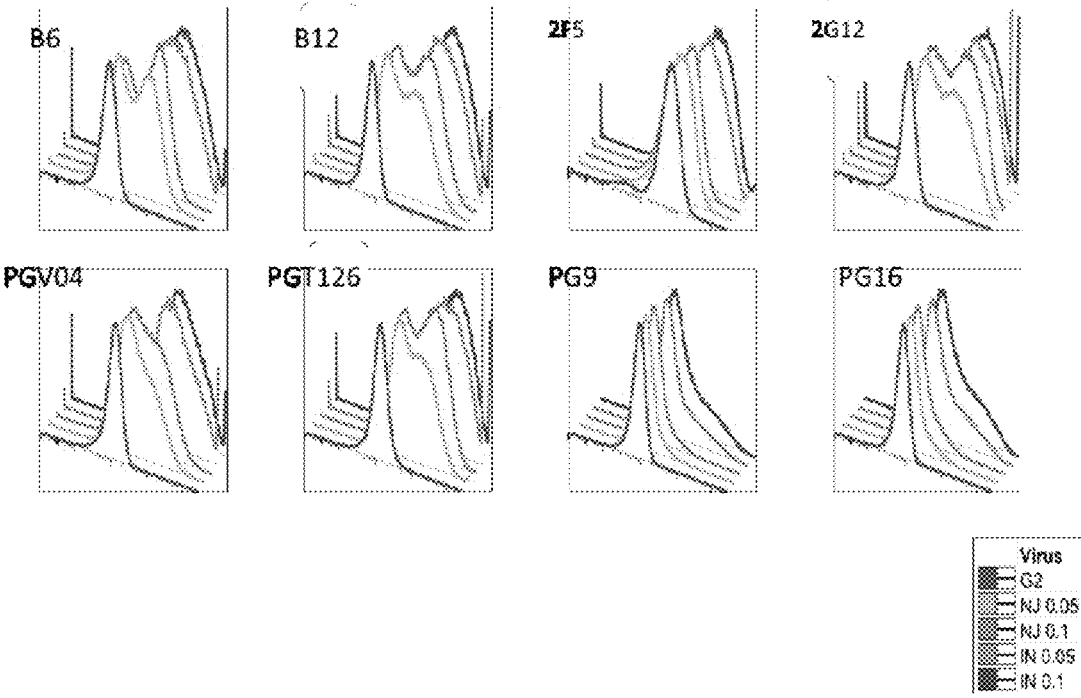 B6
B12
2F5
2G12
PGV04
PGT126
PG9
PG16
Virus
G2
NJ 0.05
NJ 0.1
IN 0.05
IN 0.1